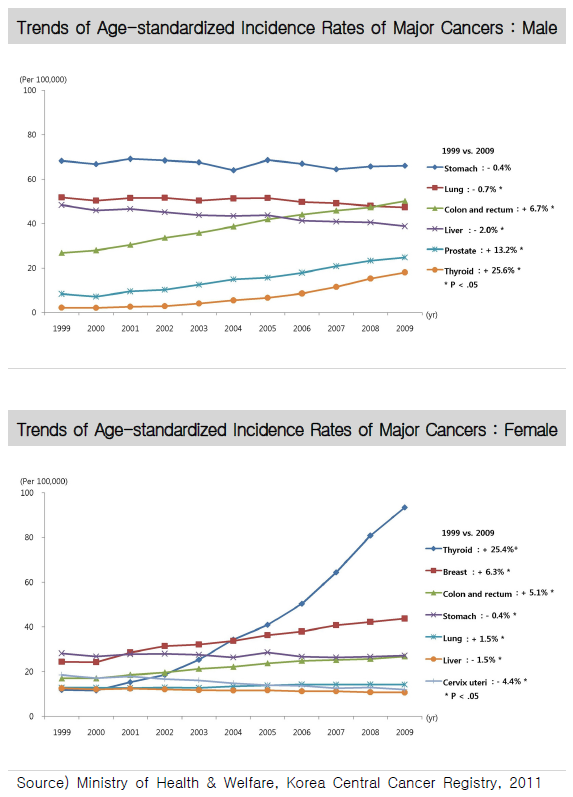 Trends of Age-standardized Incidence Rates of Major Cancers : Male
(Per 100,000)
100
80
60
40
20
0
1999 2000 2001 2002 2003 2004 2005 2006 2007 2008 2009
(yr)
1999 vs. 2009
Stomach : - 0.4%
Lung : - 0.7% *
Colon and rectum : + 6.7% *
Liver : - 2.0% *
Prostate : + 13.2% *
Thyroid : + 25.6% *
* P < .05
Trends of Age-standardized Incidence Rates of Major Cancers : Female
(Per 100,000)
100
80
60
40
20
0
1999 2000 2001 2002 2003 2004 2005 2006 2007 2008 2009
(yr)
1999 vs. 2009
Thyroid : + 25.4%*
Breast : + 6.3% *
Colon and rectum : + 5.1% *
Stomach : - 0.4% *
Lung : + 1.5% *
Liver : - 1.5% *
Cervix uteri : - 4.4% *
* P < .05
Source) Ministry of Health & Welfare, Korea Central Cancer Registry, 2011